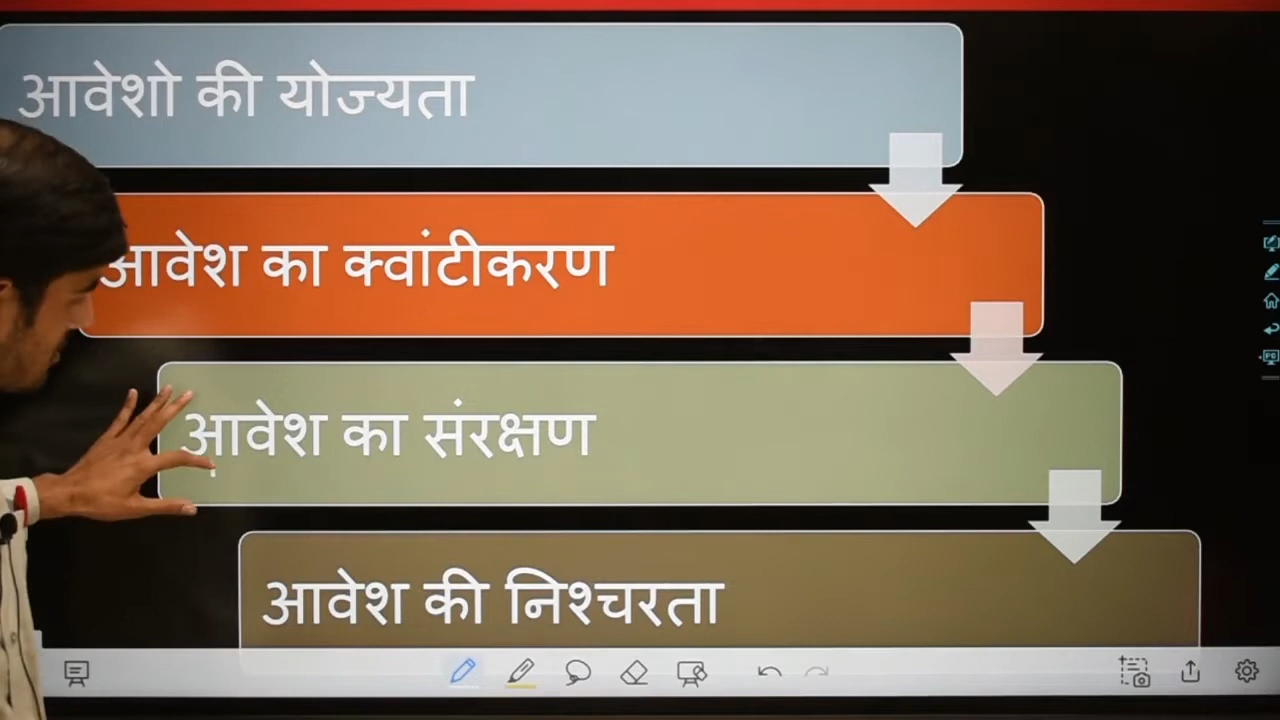 आवेशो की योज्यता
आवेश का क्वांटीकरण
आवेश का संरक्षण
आवेश की निश्चरता